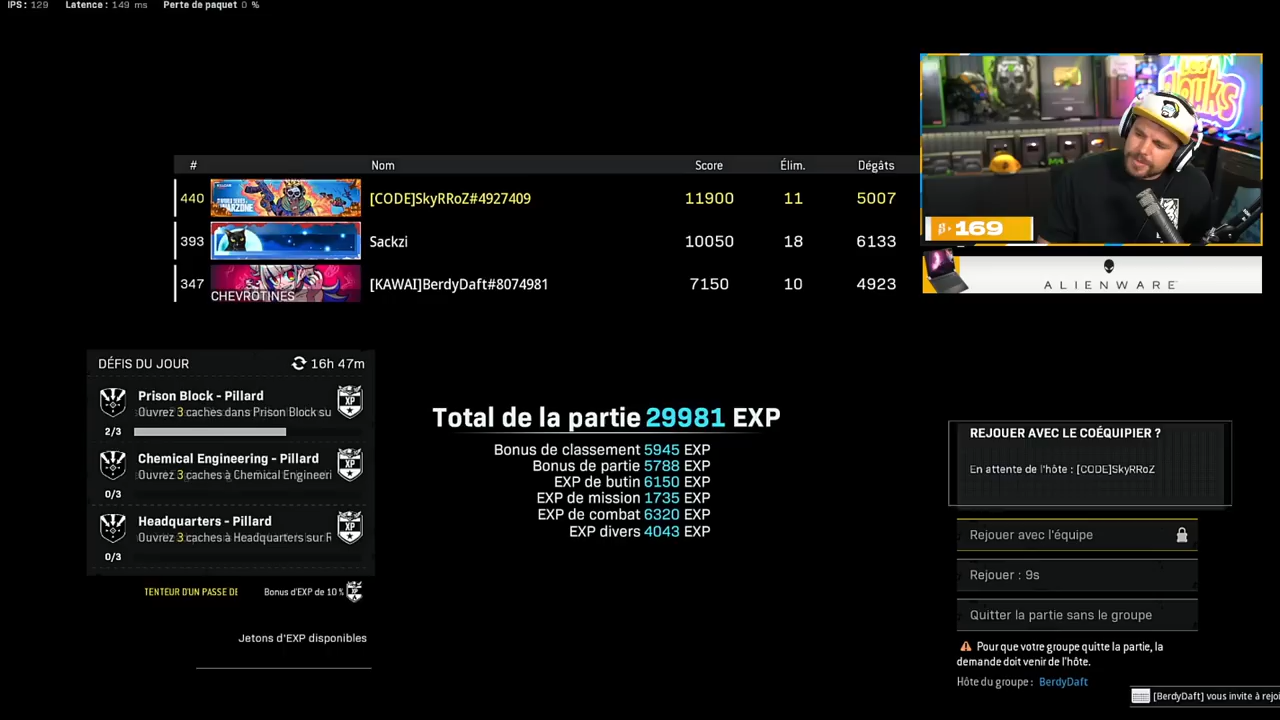 IPS: 129 Latence: 149 ms Perte de paquet 0 %
# Nom Score Élim. Dégâts
440 [CODE]SkyRRoZ#4927409 11900 11 5007
393 Sackzi 10050 18 6133
347 [KAWAI]BerdyDaft#8074981 7150 10 4923
CHEVROTINES
169
ALIENWARE
DÉFIS DU JOUR 16h 47m
Prison Block - Pillard
Ouvrez 3 caches dans Prison Block su
2/3
XP
Chemical Engineering - Pillard
Ouvrez 3 caches à Chemical Engineeri
0/3
XP
Headquarters - Pillard
Ouvrez 3 caches à Headquarters sur
0/3
XP
TENTEUR D'UN PASSE DE Bonus d'EXP de 10 %
Jetons d'EXP disponibles
Total de la partie 29981 EXP
Bonus de classement 5945 EXP
Bonus de partie 5788 EXP
EXP de butin 6150 EXP
EXP de mission 1735 EXP
EXP de combat 6320 EXP
EXP divers 4043 EXP
REJOUER AVEC LE COÉQUIPIER ?
En attente de l'hôte : [CODE]SkyRRoZ
Rejouer avec l'équipe
Rejouer : 9s
Quitter la partie sans le groupe
Pour que votre groupe quitte la partie, la
demande doit venir de l'hôte.
Hôte du groupe : BerdyDaft
[BerdyDaft] vous invite à rejoi